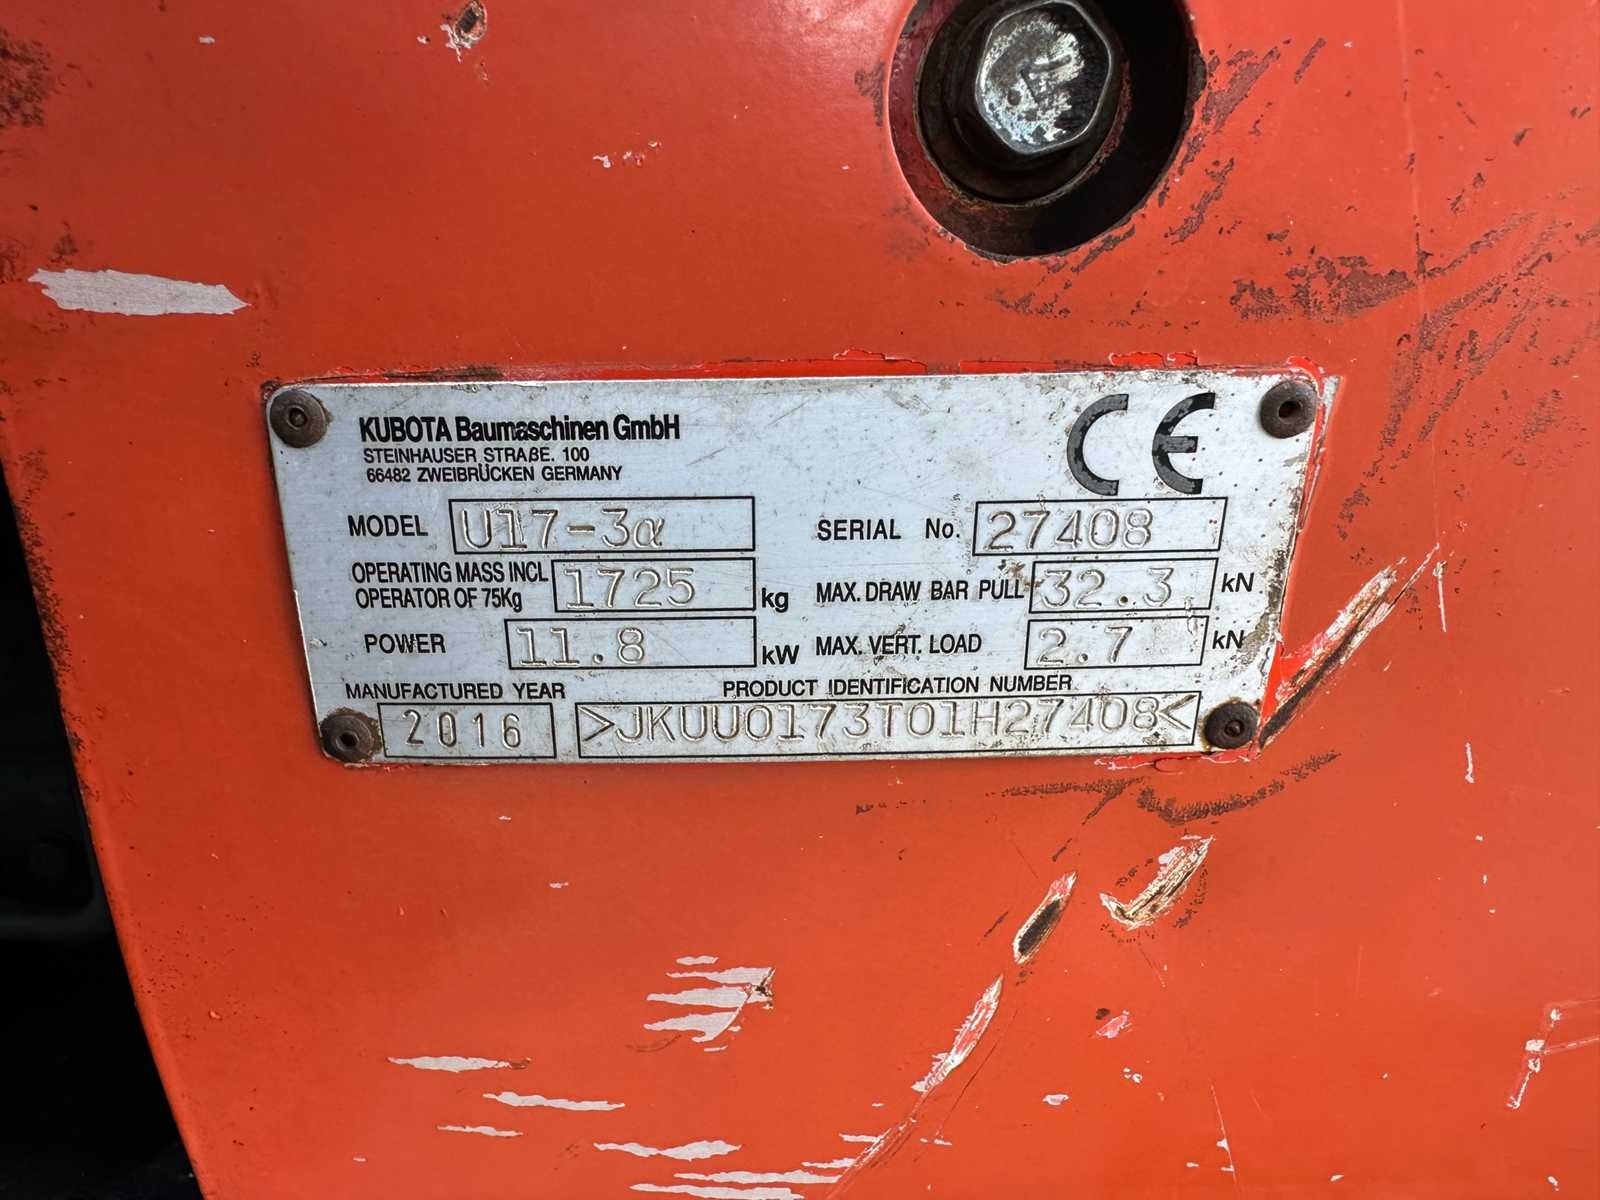 KUBOTA Baumaschinen GmbH
STEINHAUSER STRAßE. 100
66482 ZWEIBRÜCKEN GERMANY
CE
MODEL U17-3α SERIAL No. 27408
OPERATING MASS INCL OPERATOR OF 75Kg 1725 kg MAX. DRAW BAR PULL 32.3 kN
POWER 11.8 kW MAX. VERT. LOAD 2.7 kN
MANUFACTURED YEAR PRODUCT IDENTIFICATION NUMBER
2016 >JKUU0173T01H27408<